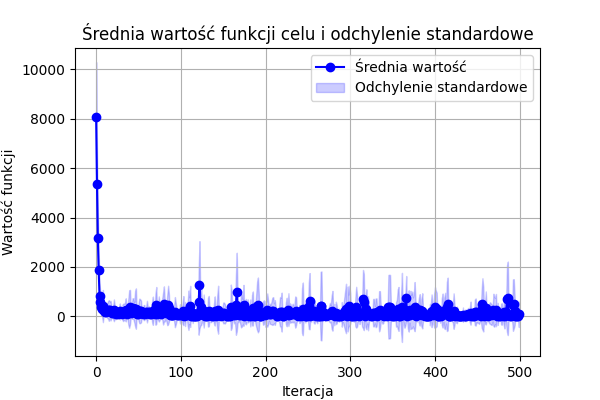 Średnia wartość funkcji celu i odchylenie standardowe
Średnia wartość
Odchylenie standardowe
Wartość funkcji
10000
8000
6000
4000
2000
0
0 100 200 300 400 500
Iteracja